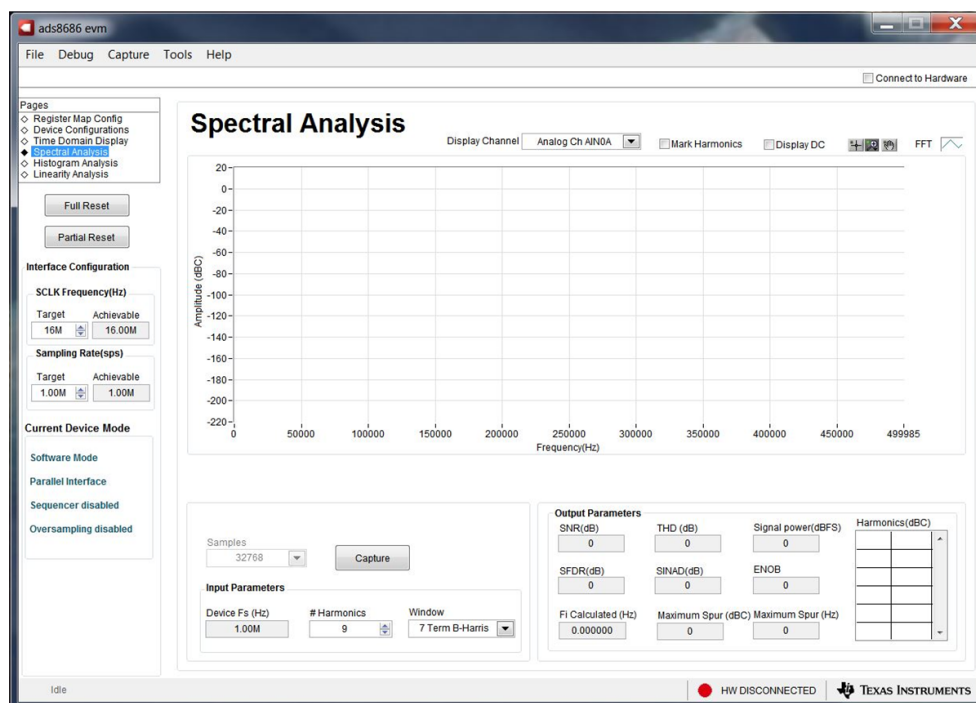 ads8686 evm
File Debug Capture Tools Help
Connect to Hardware
Pages
Register Map Config
Device Configurations
Time Domain Display
Spectral Analysis
Histogram Analysis
Linearity Analysis
Full Reset
Partial Reset
Interface Configuration
SCLK Frequency(Hz)
Target Achievable
16M 16.00M
Sampling Rate(sps)
Target Achievable
1.00M 1.00M
Current Device Mode
Software Mode
Parallel Interface
Sequencer disabled
Oversampling disabled
Spectral Analysis
Display Channel Analog Ch AIN0A Mark Harmonics Display DC FFT
Amplitude (dBC)
20
0
-20
-40
-60
-80
-100
-120
-140
-160
-180
-200
-220
0 50000 100000 150000 200000 250000 300000 350000 400000 450000 499985
Frequency(Hz)
Samples
32768
Capture
Input Parameters
Device Fs (Hz) # Harmonics Window
1.00M 9 7 Term B-Harris
Output Parameters
SNR(dB) THD (dB) Signal power(dBFS) Harmonics(dBC)
0 0 0
SFDR(dB) SINAD(dB) ENOB
0 0 0
Fi Calculated (Hz) Maximum Spur (dBC) Maximum Spur (Hz)
0.000000 0 0
Idle
HW DISCONNECTED
TEXAS INSTRUMENTS